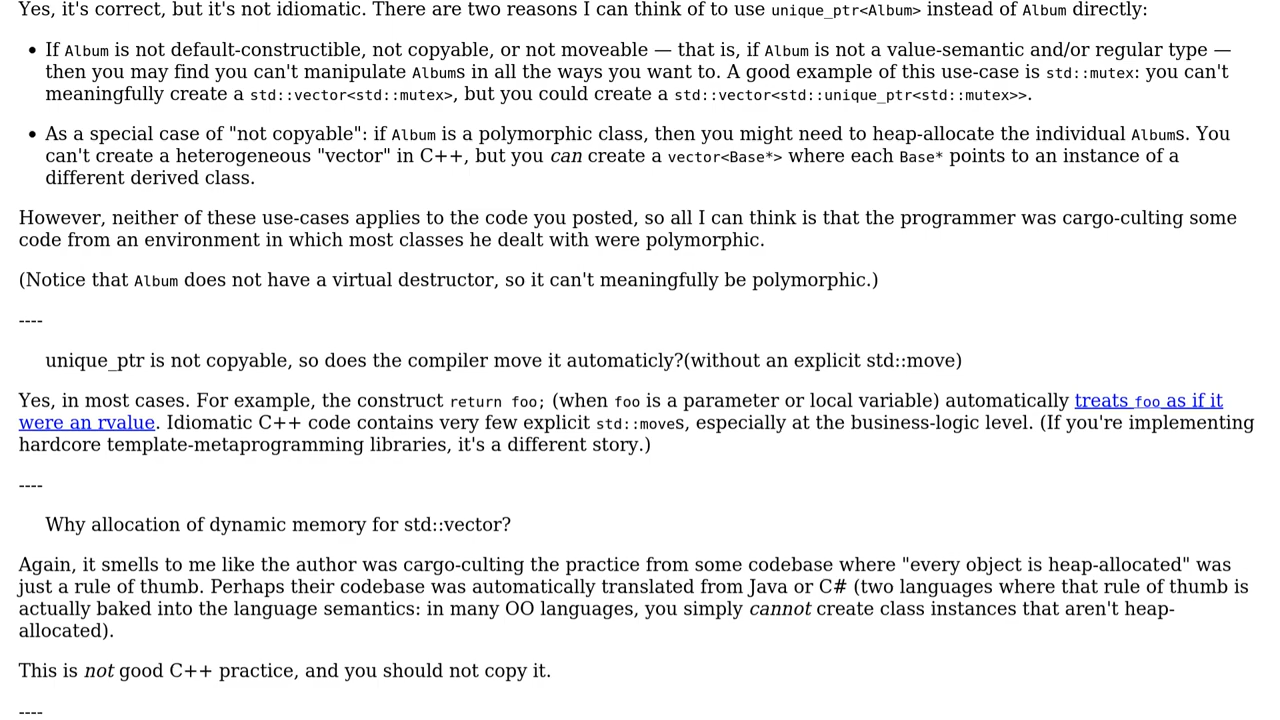 Yes, it's correct, but it's not idiomatic. There are two reasons I can think of to use unique_ptr<Album> instead of Album directly:
• If Album is not default-constructible, not copyable, or not moveable — that is, if Album is not a value-semantic and/or regular type —
then you may find you can't manipulate Albums in all the ways you want to. A good example of this use-case is std::mutex: you can't
meaningfully create a std::vector<std::mutex>, but you could create a std::vector<std::unique_ptr<std::mutex>>.
• As a special case of "not copyable": if Album is a polymorphic class, then you might need to heap-allocate the individual Albums. You
can't create a heterogeneous "vector" in C++, but you can create a vector<Base*> where each Base* points to an instance of a
different derived class.
However, neither of these use-cases applies to the code you posted, so all I can think is that the programmer was cargo-culting some
code from an environment in which most classes he dealt with were polymorphic.
(Notice that Album does not have a virtual destructor, so it can't meaningfully be polymorphic.)
----
unique_ptr is not copyable, so does the compiler move it automaticly?(without an explicit std::move)
Yes, in most cases. For example, the construct return foo; (when foo is a parameter or local variable) automatically treats foo as if it
were an rvalue. Idiomatic C++ code contains very few explicit std::moves, especially at the business-logic level. (If you're implementing
hardcore template-metaprogramming libraries, it's a different story.)
----
Why allocation of dynamic memory for std::vector?
Again, it smells to me like the author was cargo-culting the practice from some codebase where "every object is heap-allocated" was
just a rule of thumb. Perhaps their codebase was automatically translated from Java or C# (two languages where that rule of thumb is
actually baked into the language semantics: in many OO languages, you simply cannot create class instances that aren't heap-
allocated).
This is not good C++ practice, and you should not copy it.
----